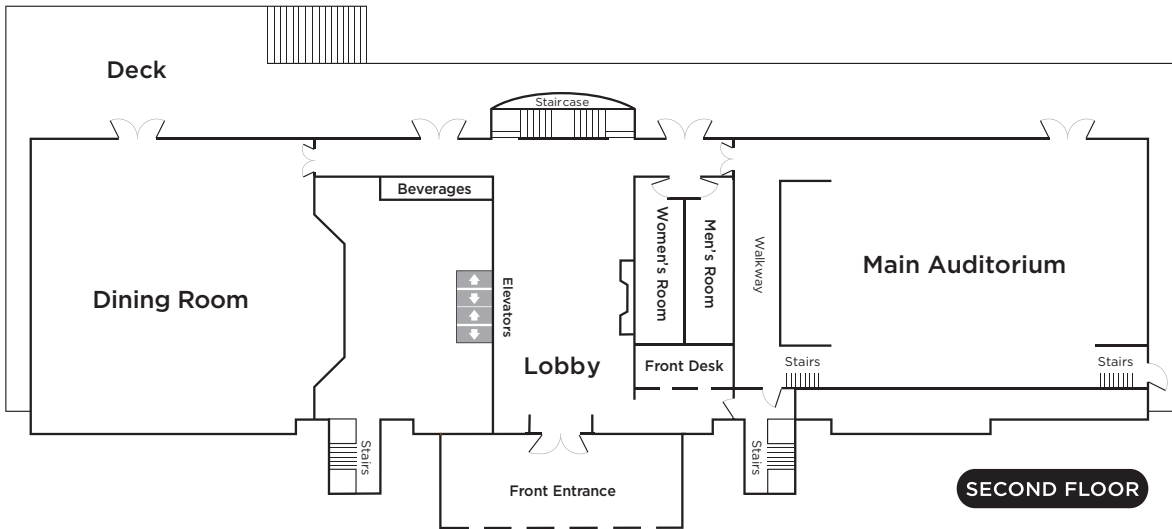 Deck
Staircase
Beverages
Women's Room
Men's Room
Walkway
Main Auditorium
Dining Room
Elevators
Lobby
Front Desk
Stairs
Stairs
Stairs
Stairs
Front Entrance
SECOND FLOOR